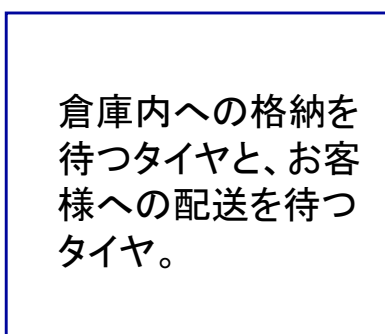 倉庫内への格納を
待つタイヤと、お客
様への配送を待つ
タイヤ。